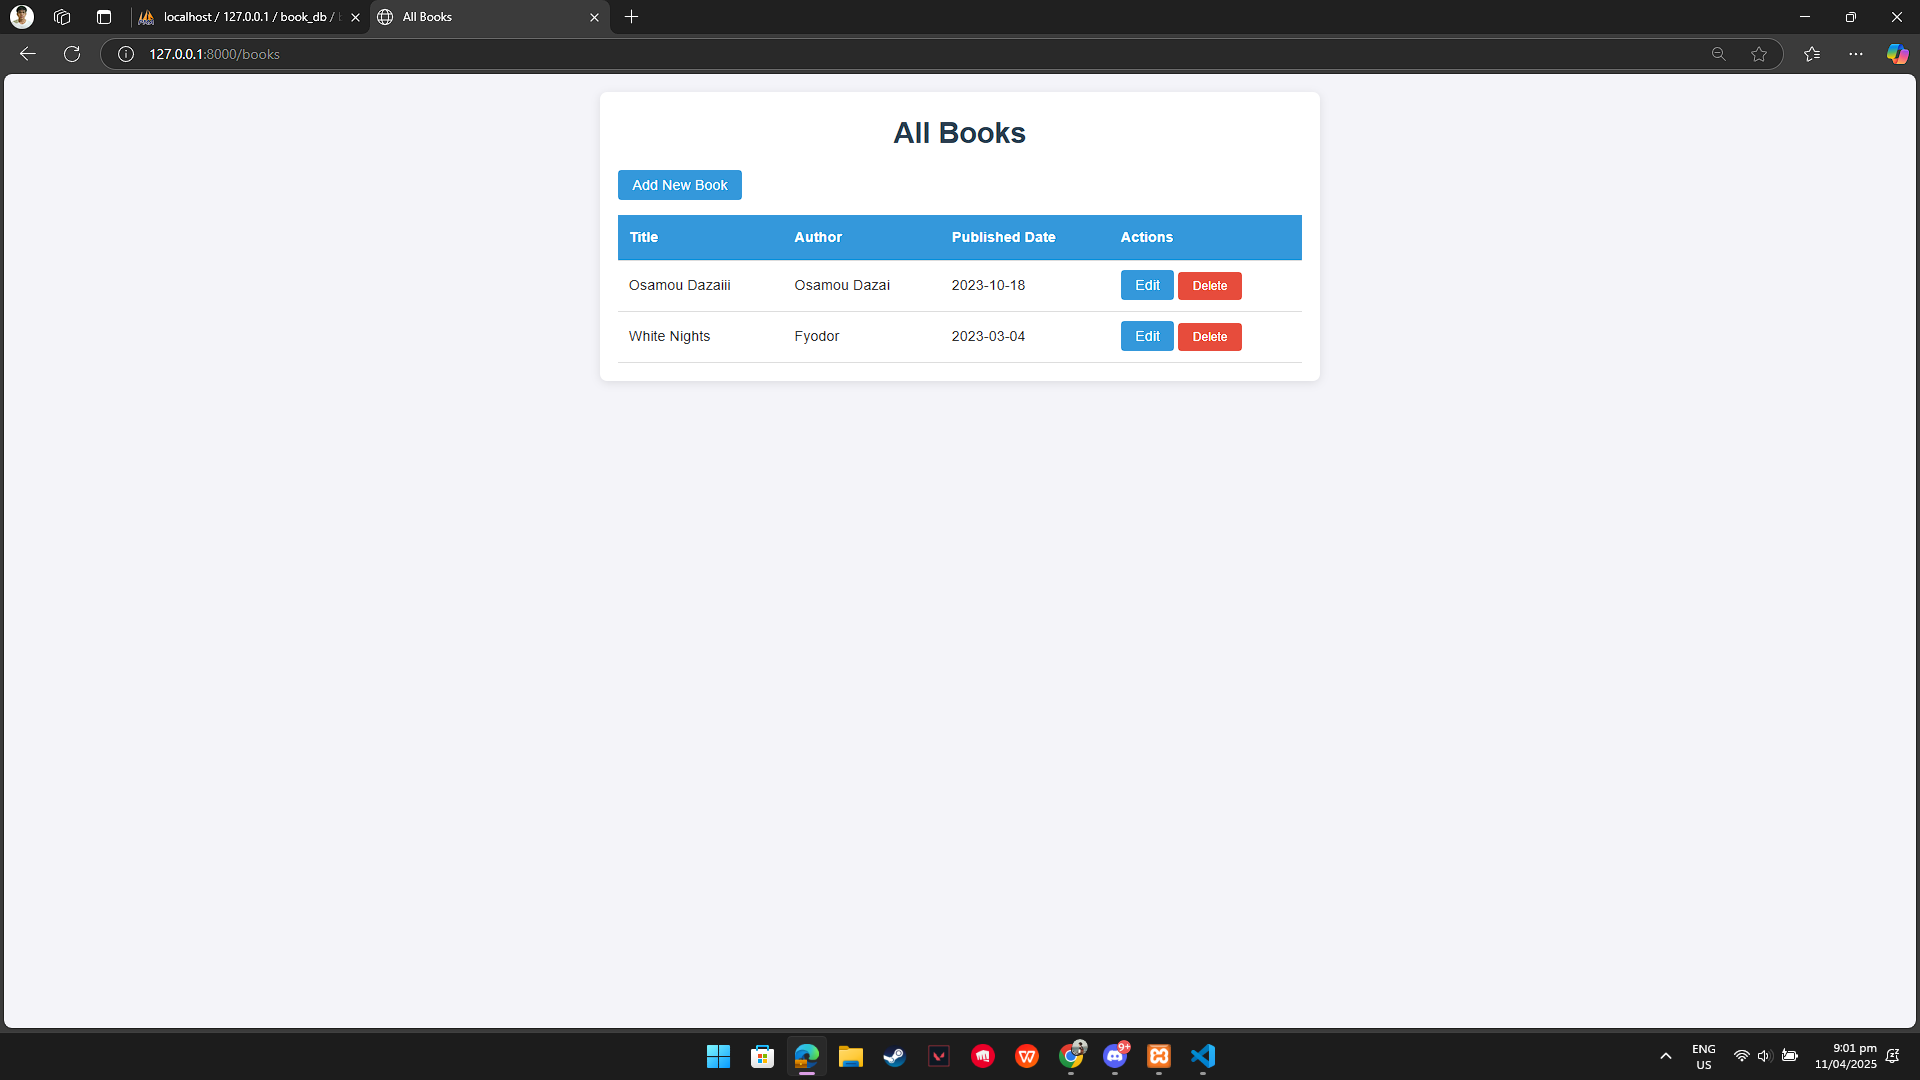 localhost / 127.0.0.1 / book_db /
All Books
127.0.0.1:8000/books
All Books
Add New Book
Title Author Published Date Actions
Osamou Dazaiii Osamou Dazai 2023-10-18 Edit Delete
White Nights Fyodor 2023-03-04 Edit Delete
9+
ENG
US
9:01 pm
11/04/2025